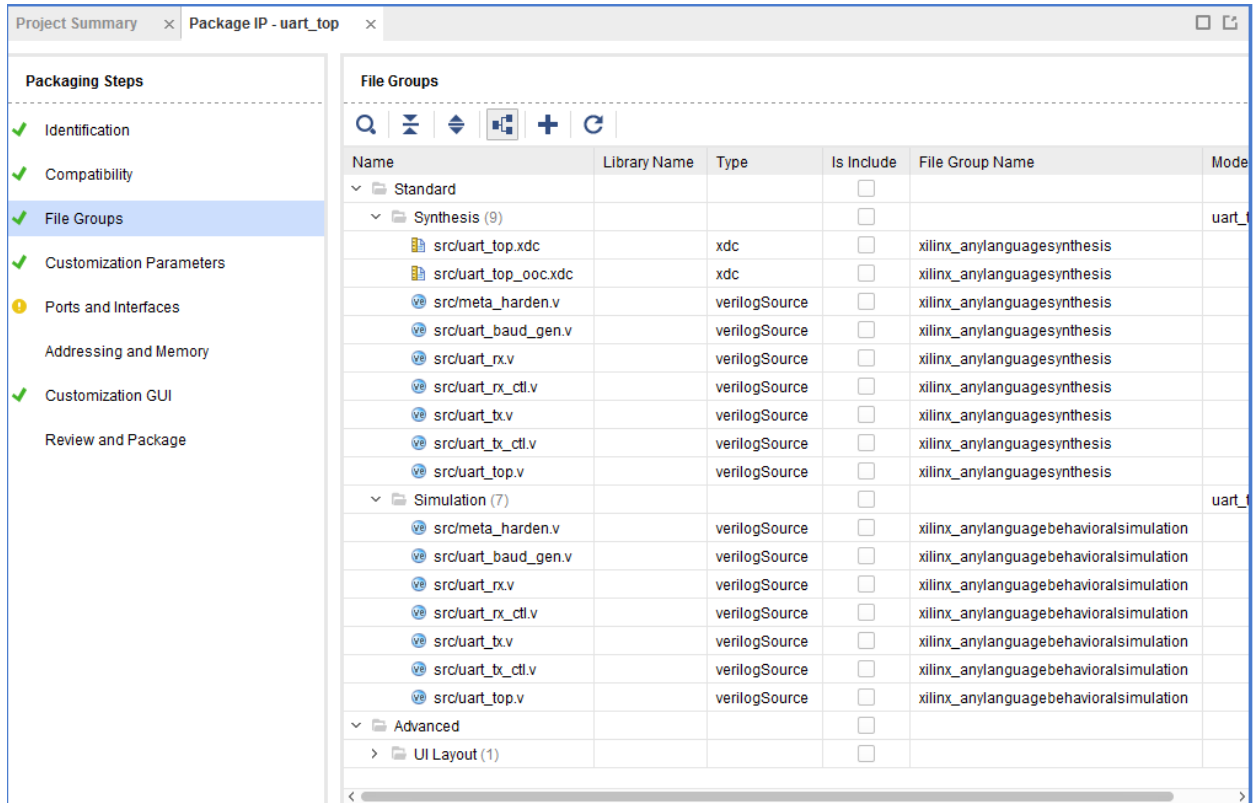 Project Summary × Package IP - uart_top ×
Packaging Steps
Identification
Compatibility
File Groups
Customization Parameters
Ports and Interfaces
Addressing and Memory
Customization GUI
Review and Package
File Groups
Name Library Name Type Is Include File Group Name Mode
Standard
Synthesis (9) uart_t
src/uart_top.xdc xdc xilinx_anylanguagesynthesis
src/uart_top_ooc.xdc xdc xilinx_anylanguagesynthesis
src/meta_harden.v verilogSource xilinx_anylanguagesynthesis
src/uart_baud_gen.v verilogSource xilinx_anylanguagesynthesis
src/uart_rx.v verilogSource xilinx_anylanguagesynthesis
src/uart_rx_ctl.v verilogSource xilinx_anylanguagesynthesis
src/uart_tx.v verilogSource xilinx_anylanguagesynthesis
src/uart_tx_ctl.v verilogSource xilinx_anylanguagesynthesis
src/uart_top.v verilogSource xilinx_anylanguagesynthesis
Simulation (7) uart_t
src/meta_harden.v verilogSource xilinx_anylanguagebehavioralsimulation
src/uart_baud_gen.v verilogSource xilinx_anylanguagebehavioralsimulation
src/uart_rx.v verilogSource xilinx_anylanguagebehavioralsimulation
src/uart_rx_ctl.v verilogSource xilinx_anylanguagebehavioralsimulation
src/uart_tx.v verilogSource xilinx_anylanguagebehavioralsimulation
src/uart_tx_ctl.v verilogSource xilinx_anylanguagebehavioralsimulation
src/uart_top.v verilogSource xilinx_anylanguagebehavioralsimulation
Advanced
UI Layout (1)